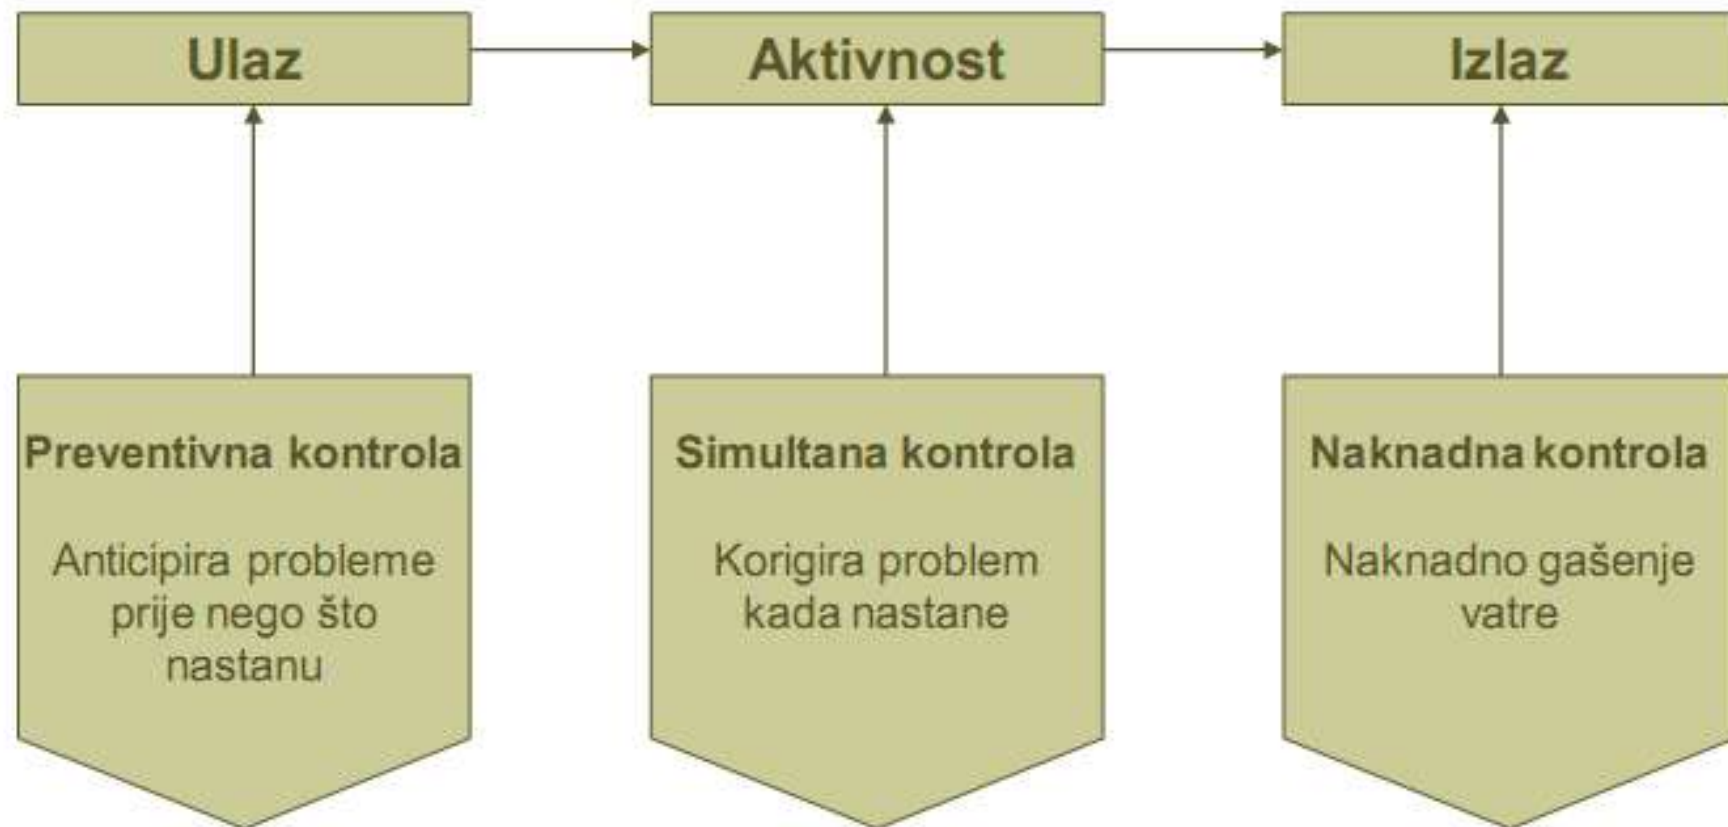 Ulaz
Aktivnost
Izlaz
Preventivna kontrola
Anticipira probleme
prije nego što
nastanu
Simultana kontrola
Korigira problem
kada nastane
Naknadna kontrola
Naknadno gašenje
vatre